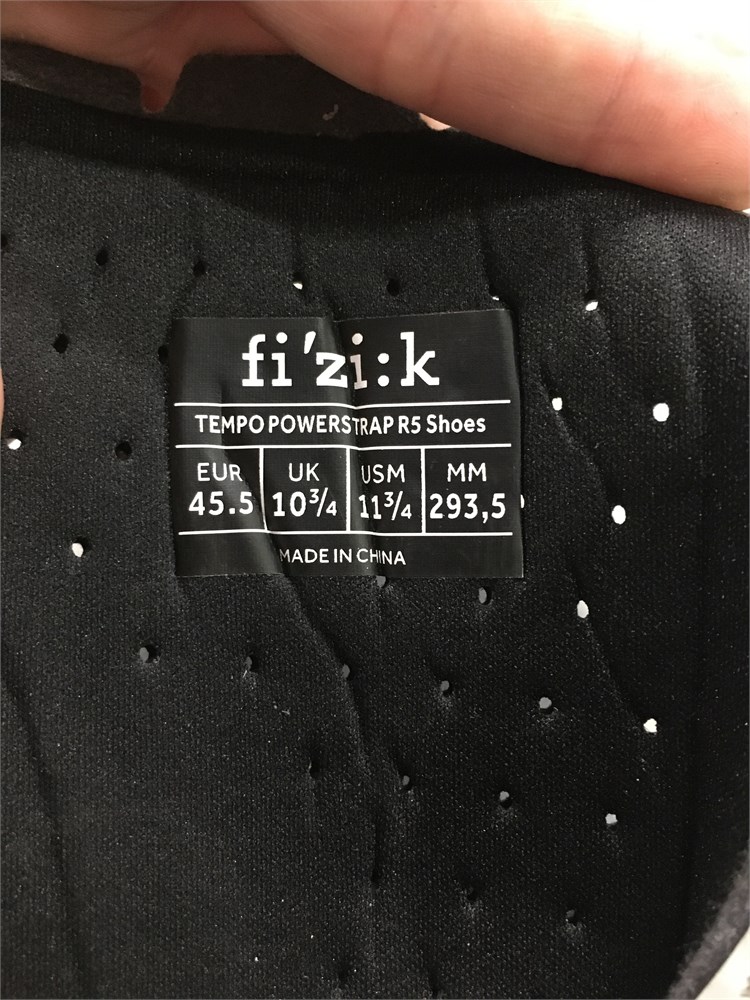 fi'zi:k
TEMPO POWERSTRAP R5 Shoes
EUR UK USM MM
45.5 10¾ 11¾ 293,5
MADE IN CHINA